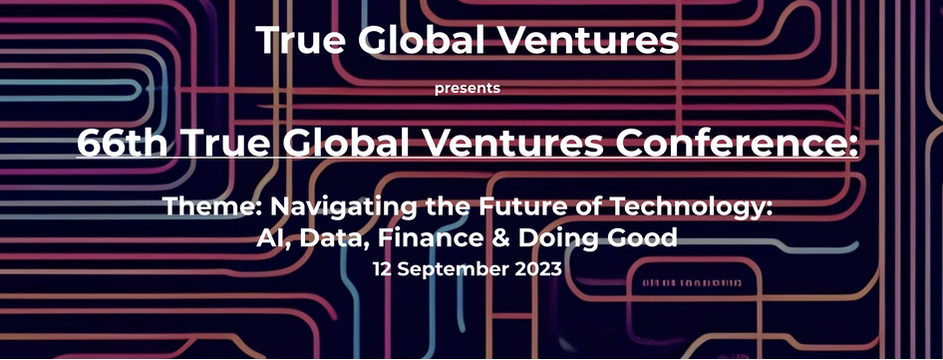 True Global Ventures
presents
66th True Global Ventures Conference:
Theme: Navigating the Future of Technology:
AI, Data, Finance & Doing Good
12 September 2023